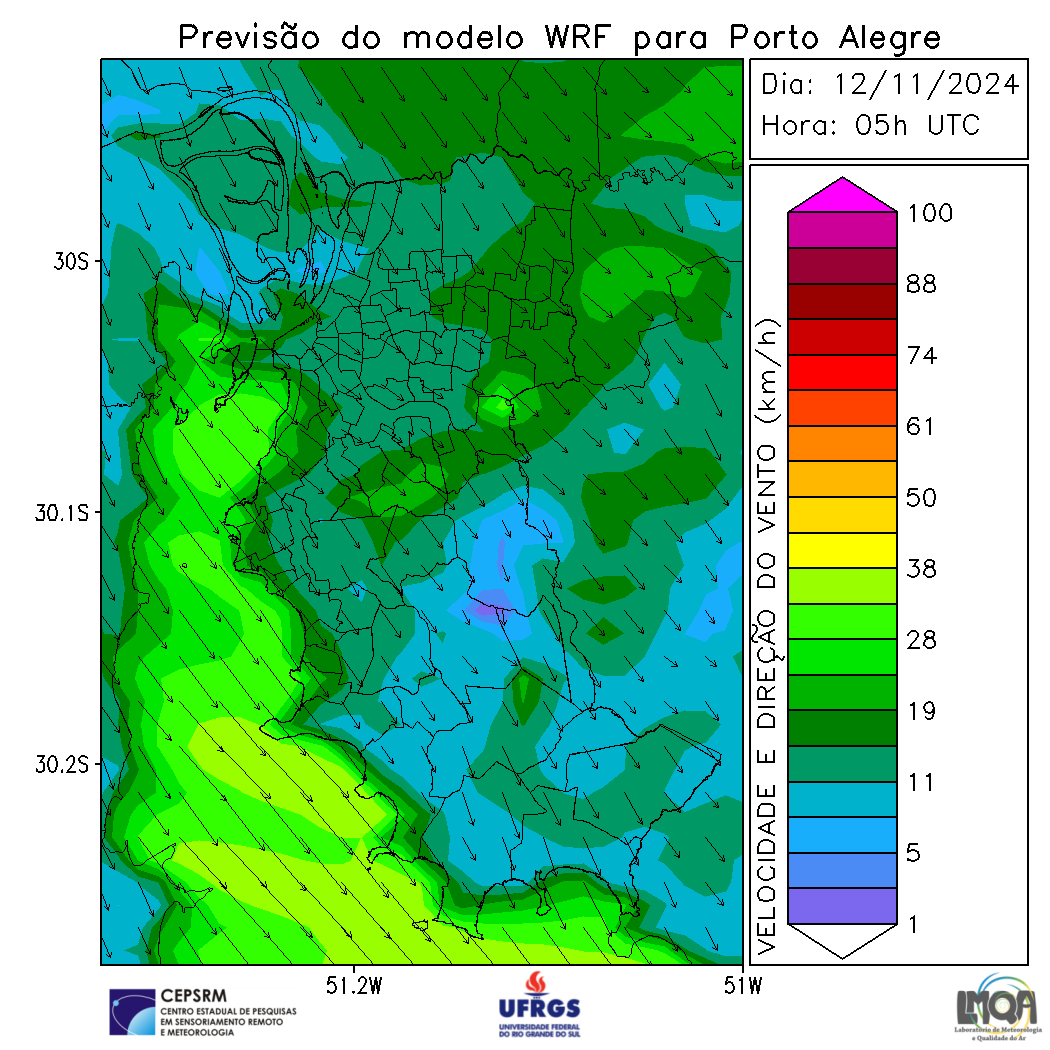 Previsão do modelo WRF para Porto Alegre
Dia: 12/11/2024
Hora: 05h UTC
30S
30.1S
30.2S
51.2W
51W
VELOCIDADE E DIREÇÃO DO VENTO (km/h)
100
88
74
61
50
38
28
19
11
5
1
CEPSRM
CENTRO ESTADUAL DE PESQUISAS
EM SENSORIAMENTO REMOTO
E METEOROLOGIA
UFRGS
UNIVERSIDADE FEDERAL
DO RIO GRANDE DO SUL
LMQA
Laboratório de Meteorologia
e Qualidade do Ar